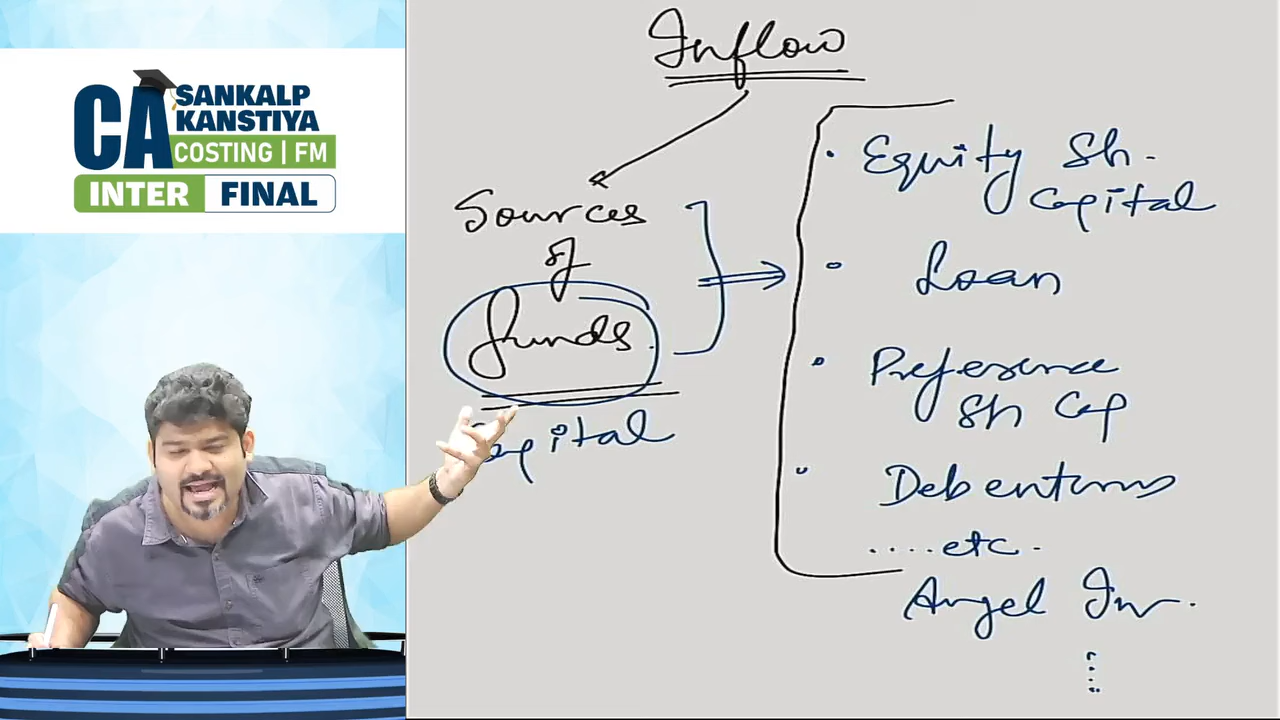 CA SANKALP
KANSTIYA
COSTING | FM
INTER FINAL
Inflow
Sources
of
funds.
Capital
• Equity Sh.
Capital
• Loan
• Preference
Sh Cap
• Debentures
....etc.
Angel Inv.